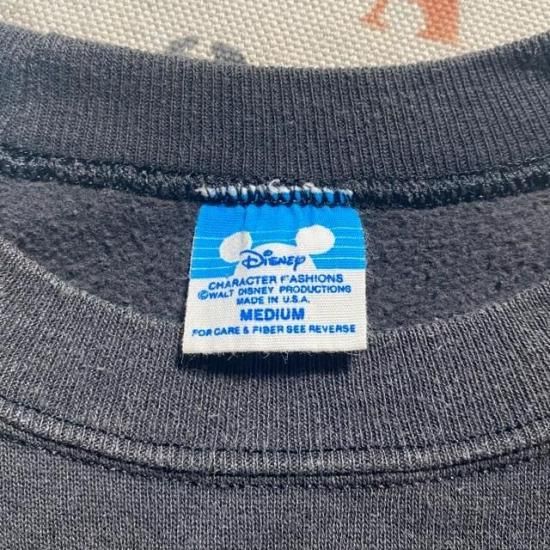 Disney
CHARACTER FASHIONS
©WALT DISNEY PRODUCTIONS
MADE IN U.S.A.
MEDIUM
FOR CARE & FIBER SEE REVERSE